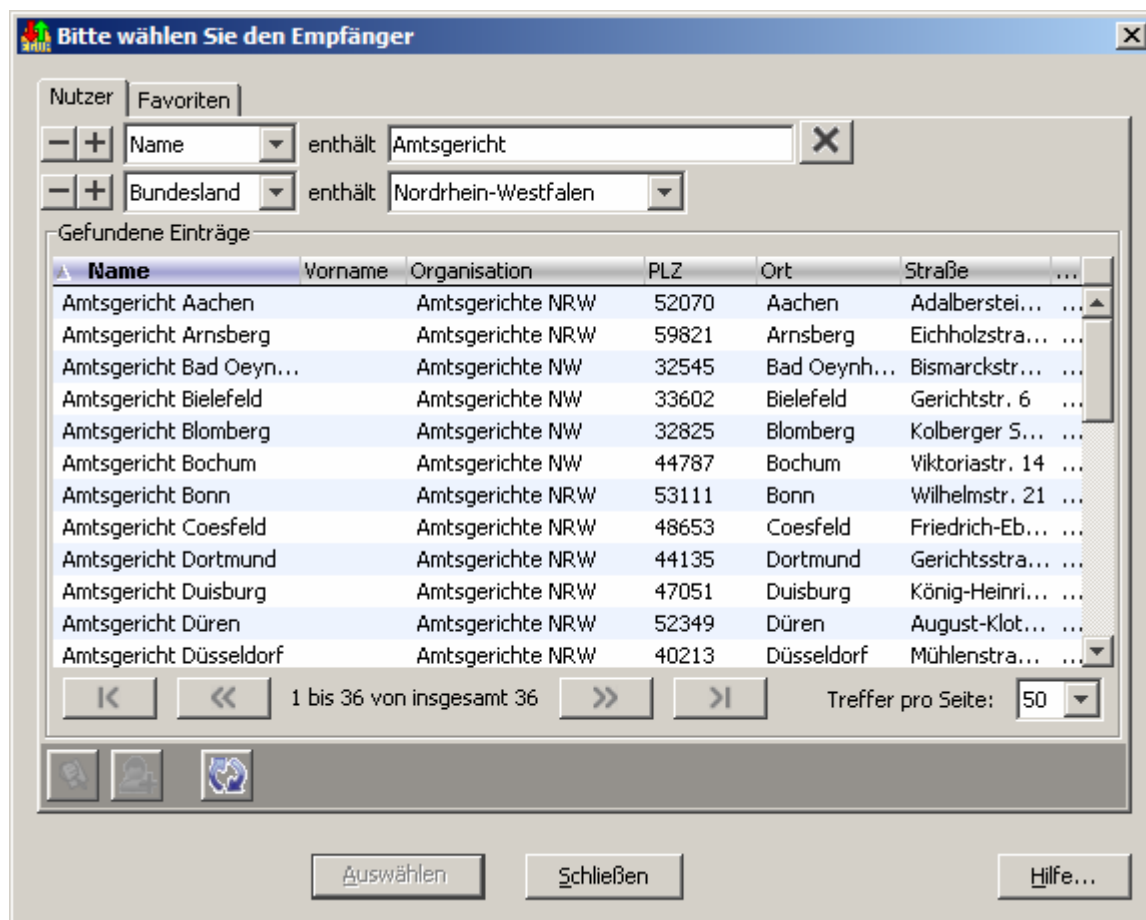 Bitte wählen Sie den Empfänger
Nutzer Favoriten
Name enthält Amtsgericht
Bundesland enthält Nordrhein-Westfalen
Gefundene Einträge
Name Vorname Organisation PLZ Ort Straße ...
Amtsgericht Aachen Amtsgerichte NRW 52070 Aachen Adalberstei... ...
Amtsgericht Arnsberg Amtsgerichte NRW 59821 Arnsberg Eichholzstra... ...
Amtsgericht Bad Oeyn... Amtsgerichte NW 32545 Bad Oeynh... Bismarckstr... ...
Amtsgericht Bielefeld Amtsgerichte NW 33602 Bielefeld Gerichtstr. 6 ...
Amtsgericht Blomberg Amtsgerichte NW 32825 Blomberg Kolberger S... ...
Amtsgericht Bochum Amtsgerichte NW 44787 Bochum Viktoriastr. 14 ...
Amtsgericht Bonn Amtsgerichte NRW 53111 Bonn Wilhelmstr. 21 ...
Amtsgericht Coesfeld Amtsgerichte NRW 48653 Coesfeld Friedrich-Eb... ...
Amtsgericht Dortmund Amtsgerichte NRW 44135 Dortmund Gerichtsstra... ...
Amtsgericht Duisburg Amtsgerichte NRW 47051 Duisburg König-Heinri... ...
Amtsgericht Düren Amtsgerichte NRW 52349 Düren August-Klot... ...
Amtsgericht Düsseldorf Amtsgerichte NRW 40213 Düsseldorf Mühlenstra... ...
1 bis 36 von insgesamt 36 Treffer pro Seite: 50
Auswählen Schließen Hilfe...